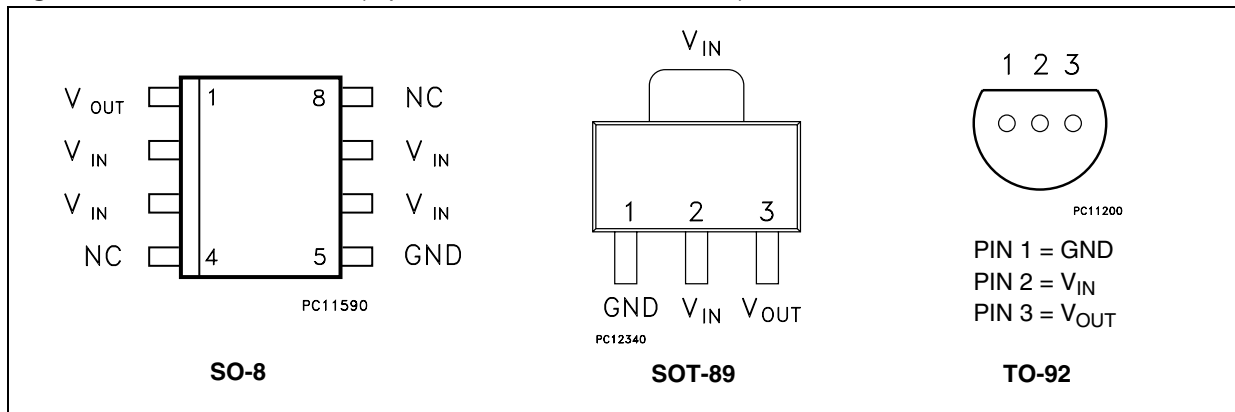 V OUT 1 8 NC
V IN V IN
V IN V IN
NC 4 5 GND
PC11590
SO-8
V IN
1 2 3
GND V IN V OUT
PC12340
SOT-89
1 2 3
PC11200
PIN 1 = GND
PIN 2 = VIN
PIN 3 = VOUT
TO-92